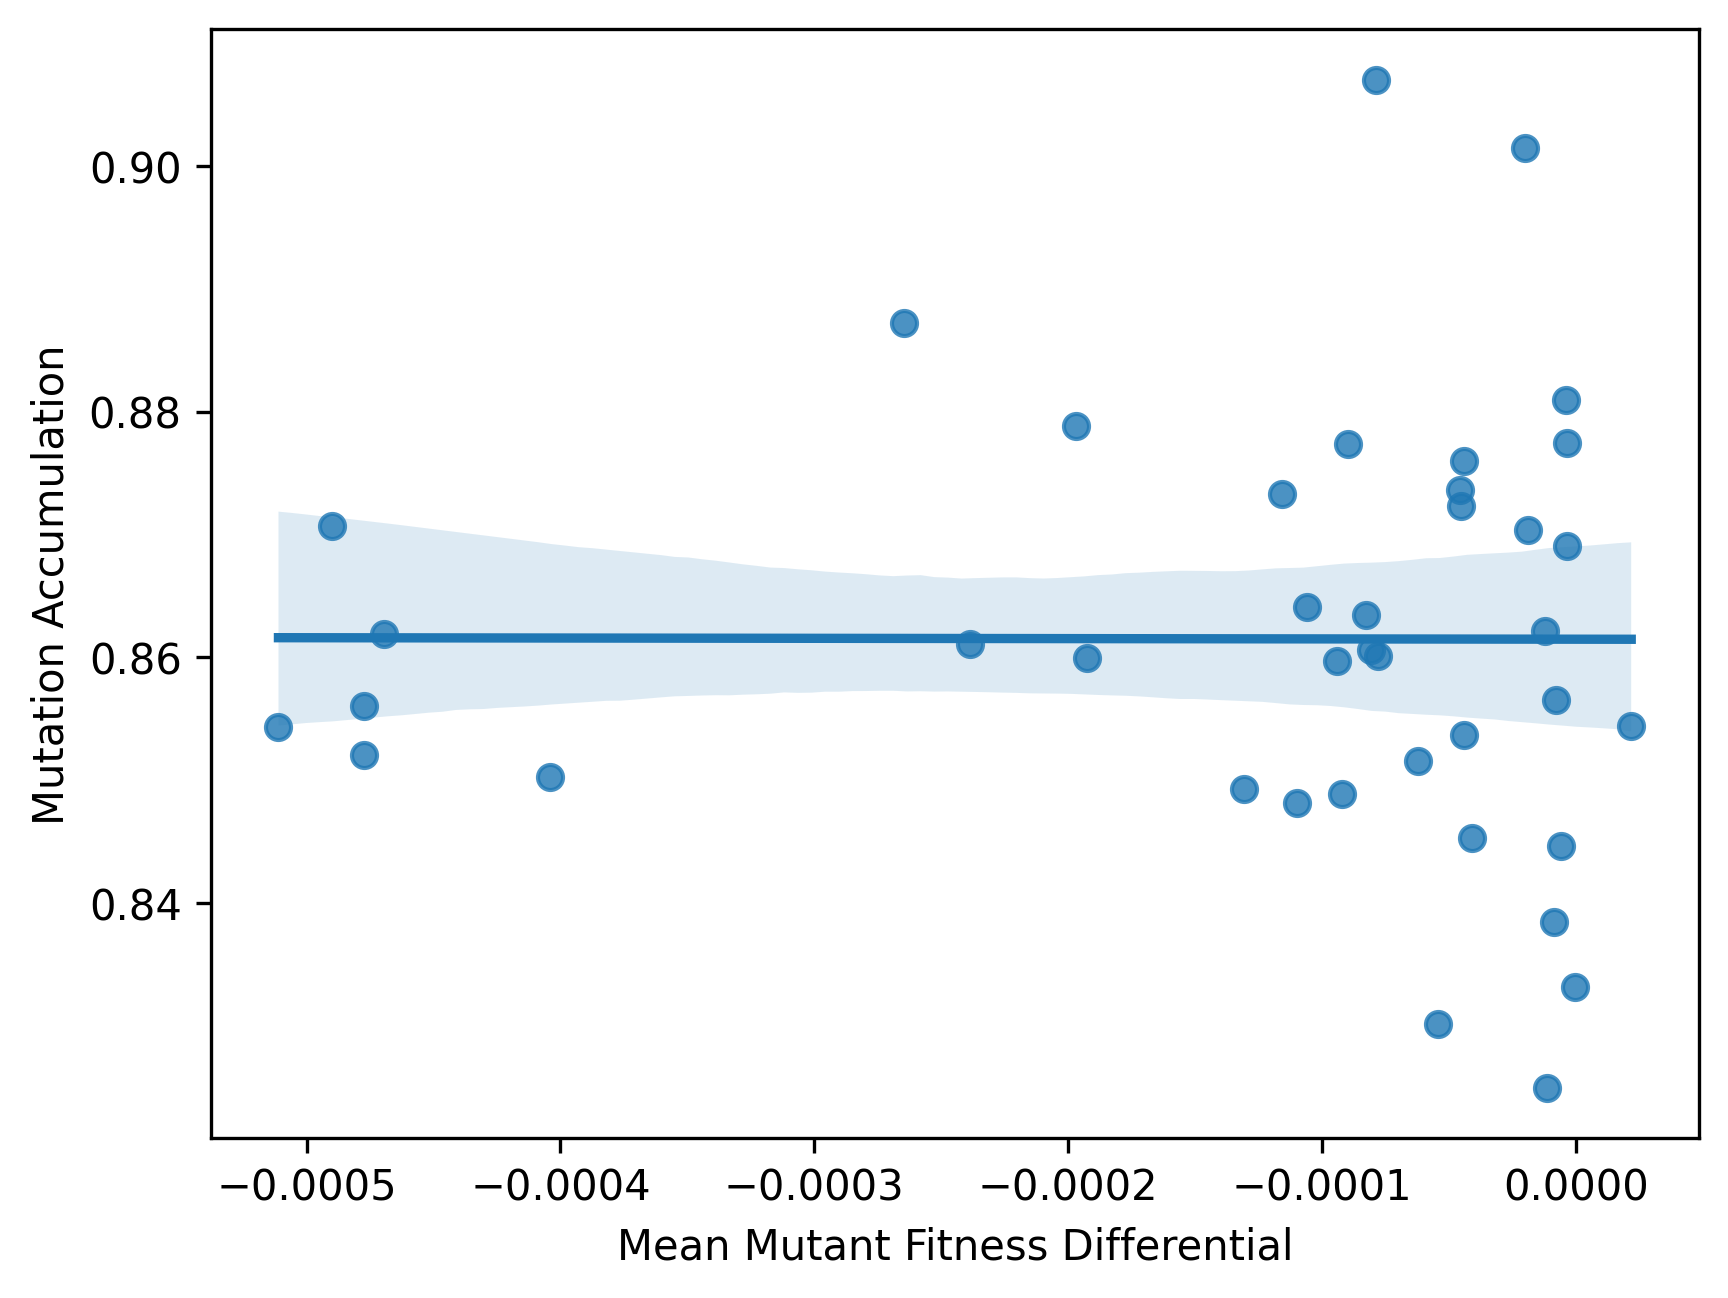 0.90
0.88
0.86
0.84
Mutation Accumulation
−0.0005 −0.0004 −0.0003 −0.0002 −0.0001 0.0000
Mean Mutant Fitness Differential